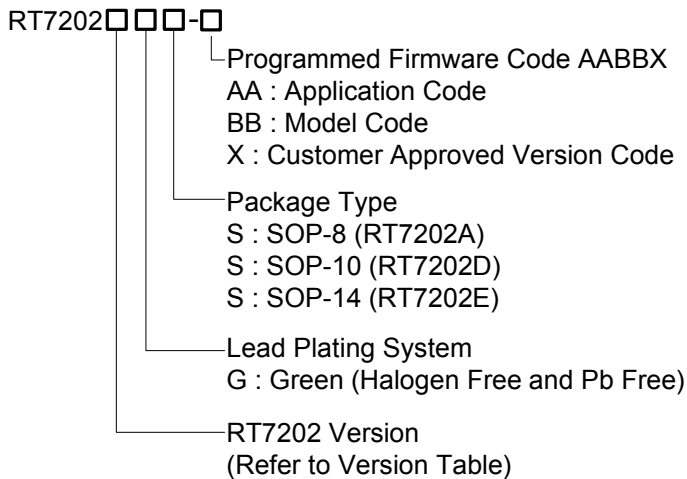 RT7202□□□-□
Programmed Firmware Code AABBX
AA : Application Code
BB : Model Code
X : Customer Approved Version Code
Package Type
S : SOP-8 (RT7202A)
S : SOP-10 (RT7202D)
S : SOP-14 (RT7202E)
Lead Plating System
G : Green (Halogen Free and Pb Free)
RT7202 Version
(Refer to Version Table)